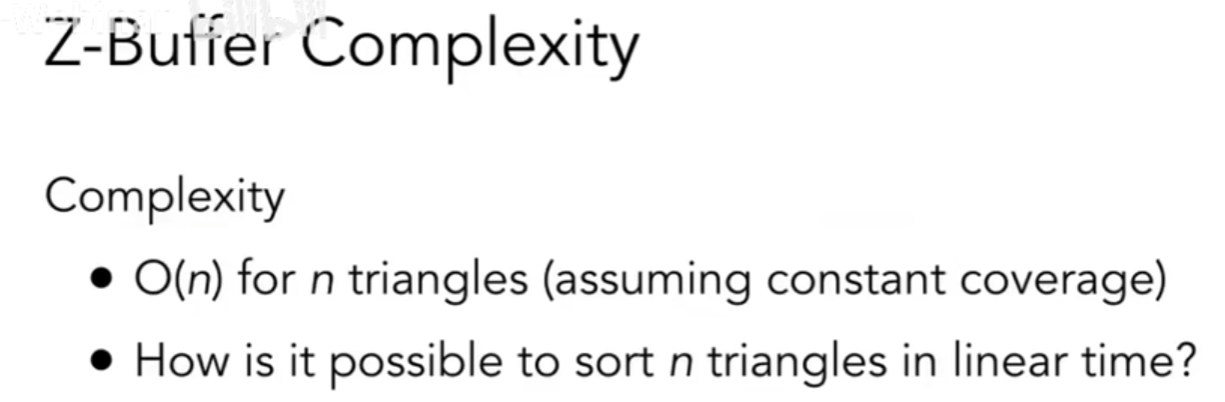 Z-Buffer Complexity
Complexity
● O(n) for n triangles (assuming constant coverage)
● How is it possible to sort n triangles in linear time?